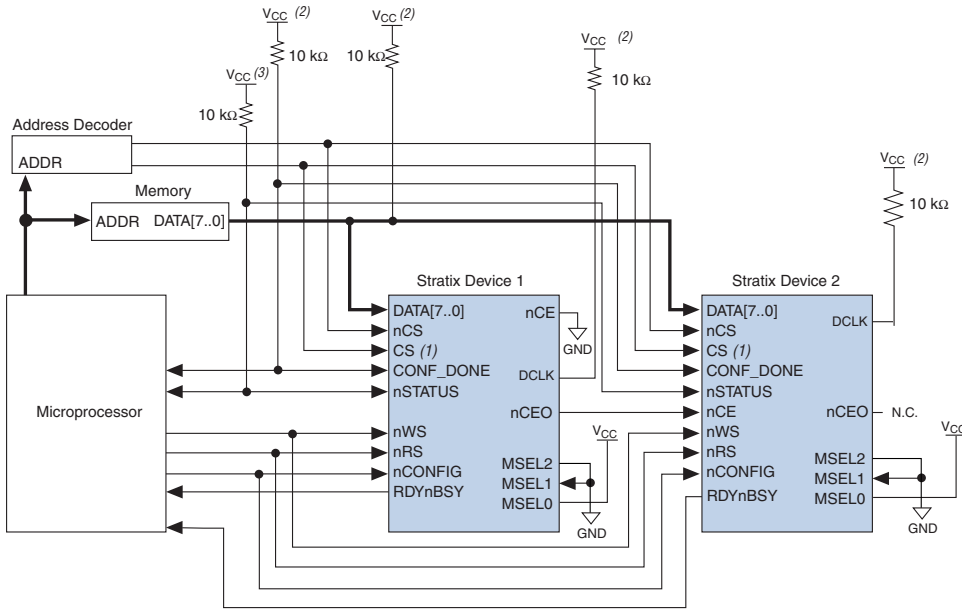 VCC (2)
10 kΩ
VCC (2)
10 kΩ
VCC (2)
10 kΩ
VCC (3)
10 kΩ
Address Decoder
ADDR
Memory
ADDR DATA[7..0]
VCC (2)
10 kΩ
Microprocessor
Stratix Device 1
DATA[7..0]
nCS
CS (1)
CONF_DONE
nSTATUS
nWS
nRS
nCONFIG
RDYnBSY
nCE
GND
DCLK
nCEO
MSEL2
MSEL1
MSEL0
VCC
GND
Stratix Device 2
DATA[7..0]
nCS
CS (1)
CONF_DONE
nSTATUS
nCE
nWS
nRS
nCONFIG
RDYnBSY
DCLK
nCEO
N.C.
MSEL2
MSEL1
MSEL0
VCC
GND